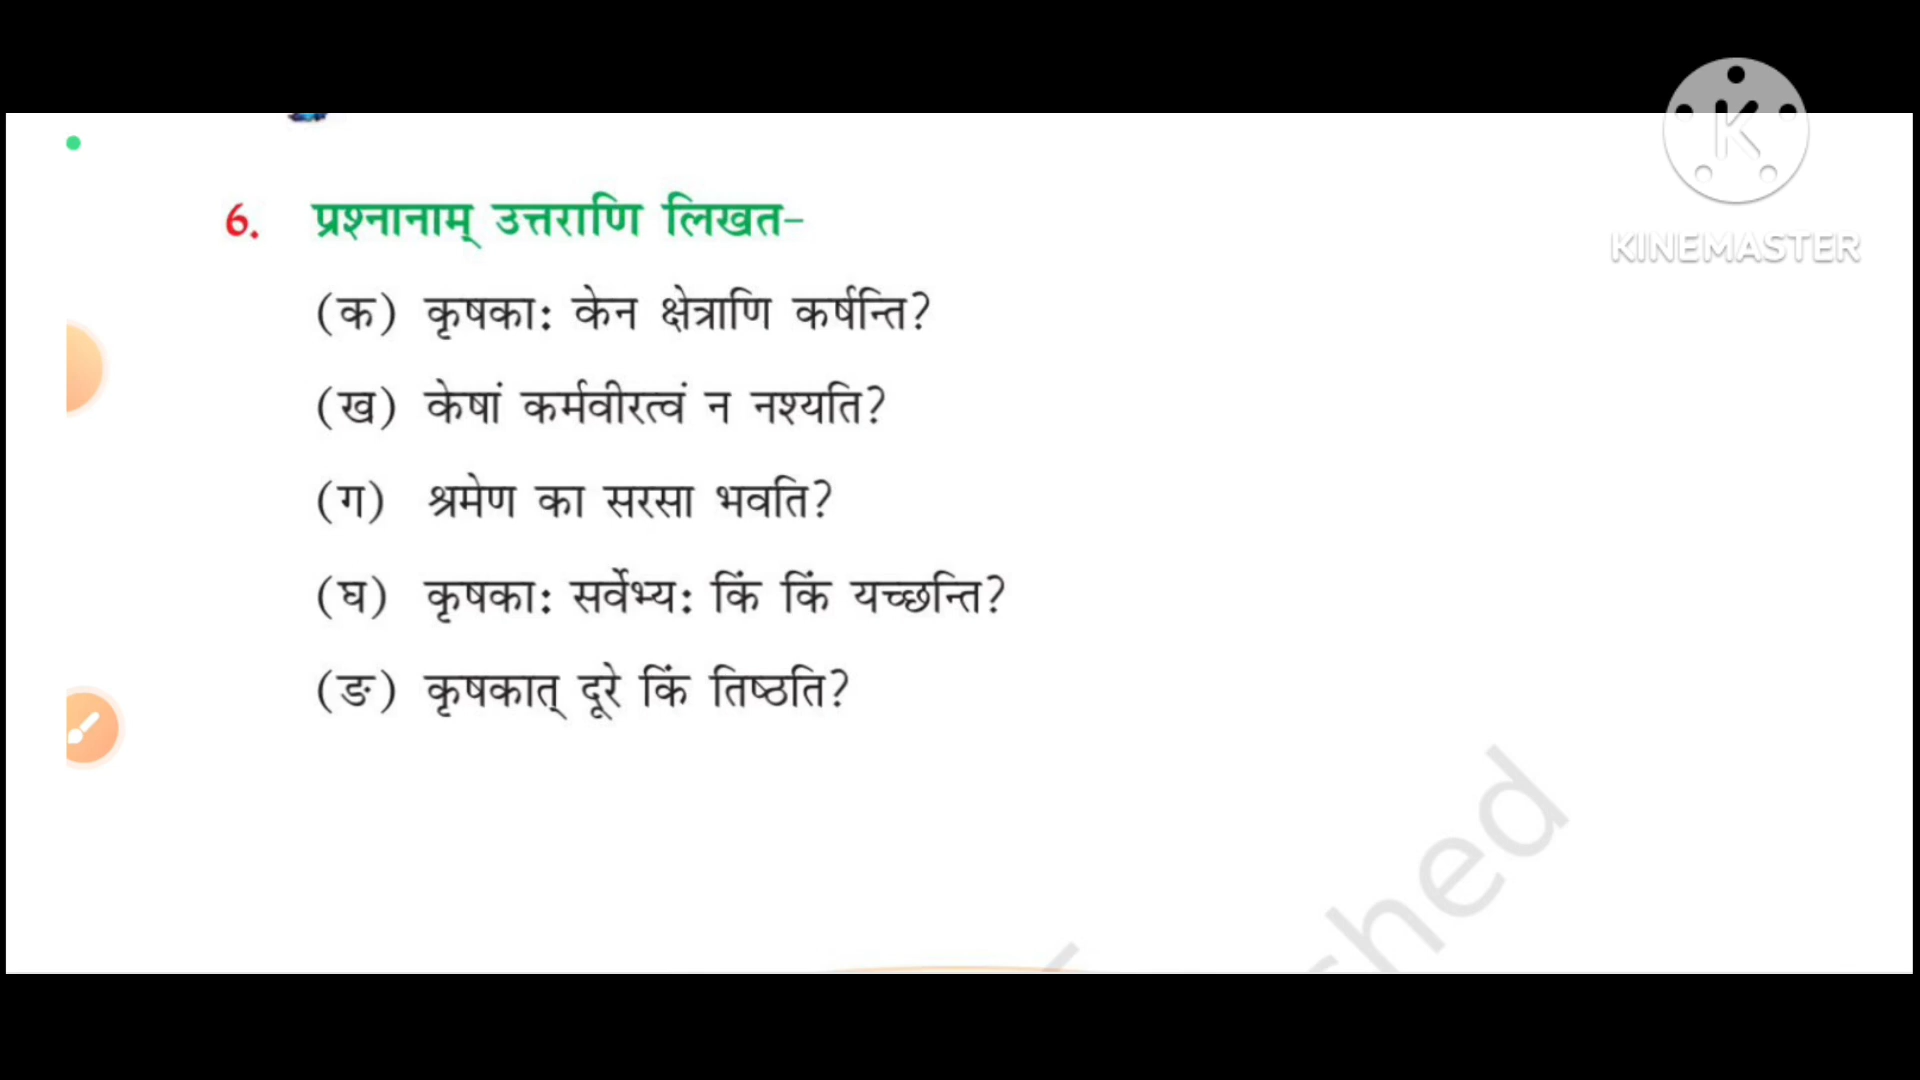 KINEMASTER
6. प्रश्नानाम् उत्तराणि लिखत-
(क) कृषकाः केन क्षेत्राणि कर्षन्ति?
(ख) केषां कर्मवीरत्वं न नश्यति?
(ग) श्रमेण का सरसा भवति?
(घ) कृषकाः सर्वेभ्यः किं किं यच्छन्ति?
(ङ) कृषकात् दूरे किं तिष्ठति?